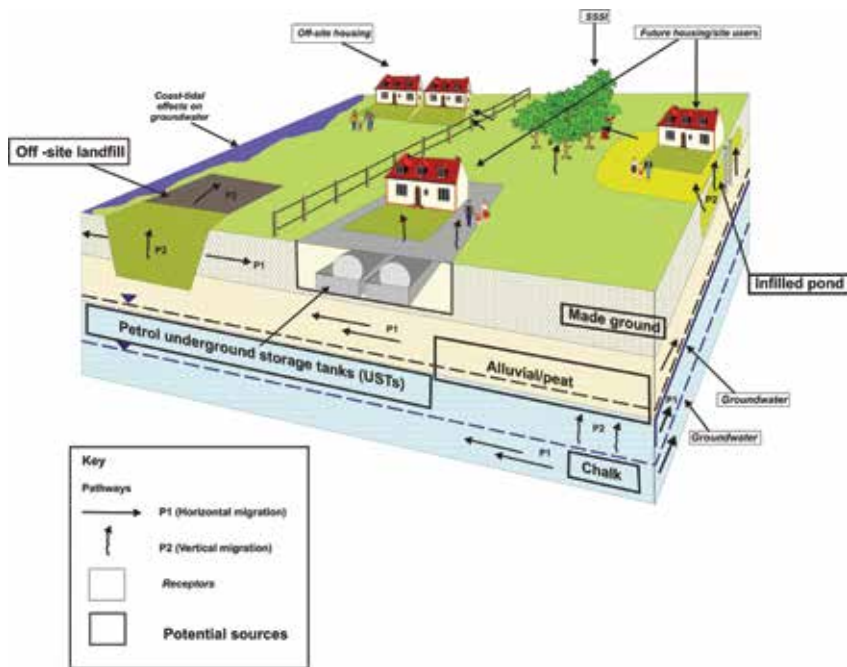 Off-site housing
SSSI
Future housing/site users
Coast-tidal
effects on
groundwater
Off -site landfill
P2
P2
P2
P1
P1
Infilled pond
Made ground
Petrol underground storage tanks (USTs)
Alluvial/peat
Groundwater
P1
P2
P1
Groundwater
Chalk
Key
Pathways
P1 (Horizontal migration)
P2 (Vertical migration)
Receptors
Potential sources